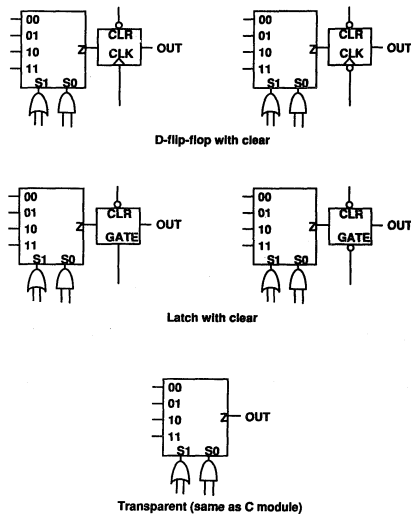 00 00
01 CLR 01 CLR
10 Z OUT 10 Z OUT
11 CLK 11 CLK
S1 S0 S1 S0
D-flip-flop with clear
00 00
01 CLR 01 CLR
10 Z OUT 10 Z OUT
11 GATE 11 GATE
S1 S0 S1 S0
Latch with clear
00
01
10 Z OUT
11
S1 S0
Transparent (same as C module)